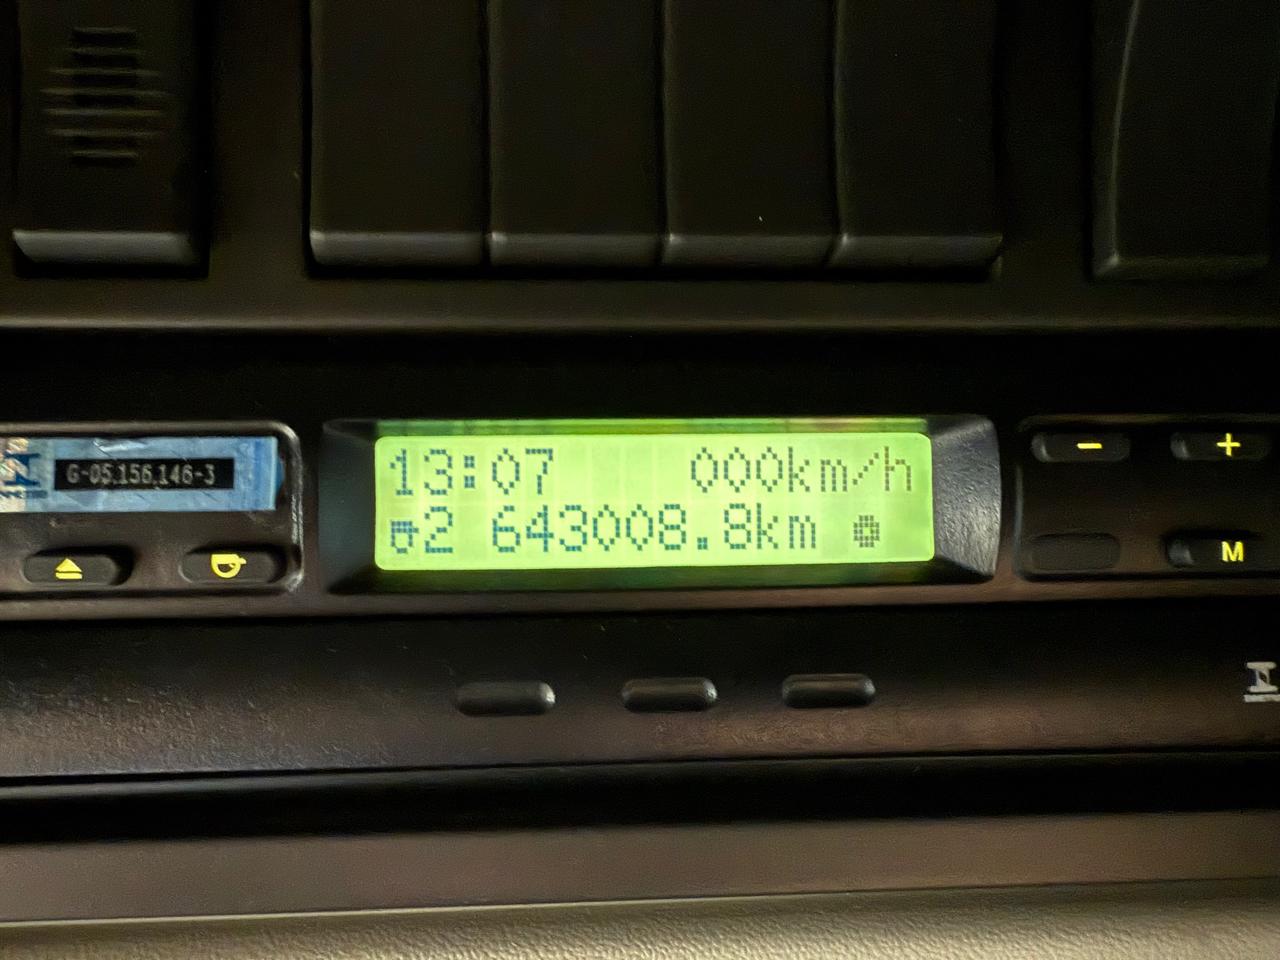 13:07 000km/h
2 643008.8km
G-05.156.146-3
- +
M